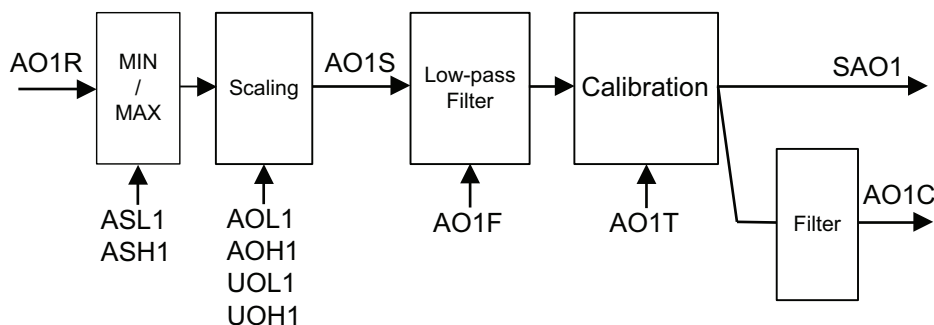 AO1R
MIN
/
MAX
Scaling
AO1S
Low-pass
Filter
Calibration
SAO1
ASL1
ASH1
AOL1
AOH1
UOL1
UOH1
AO1F
AO1T
Filter
AO1C